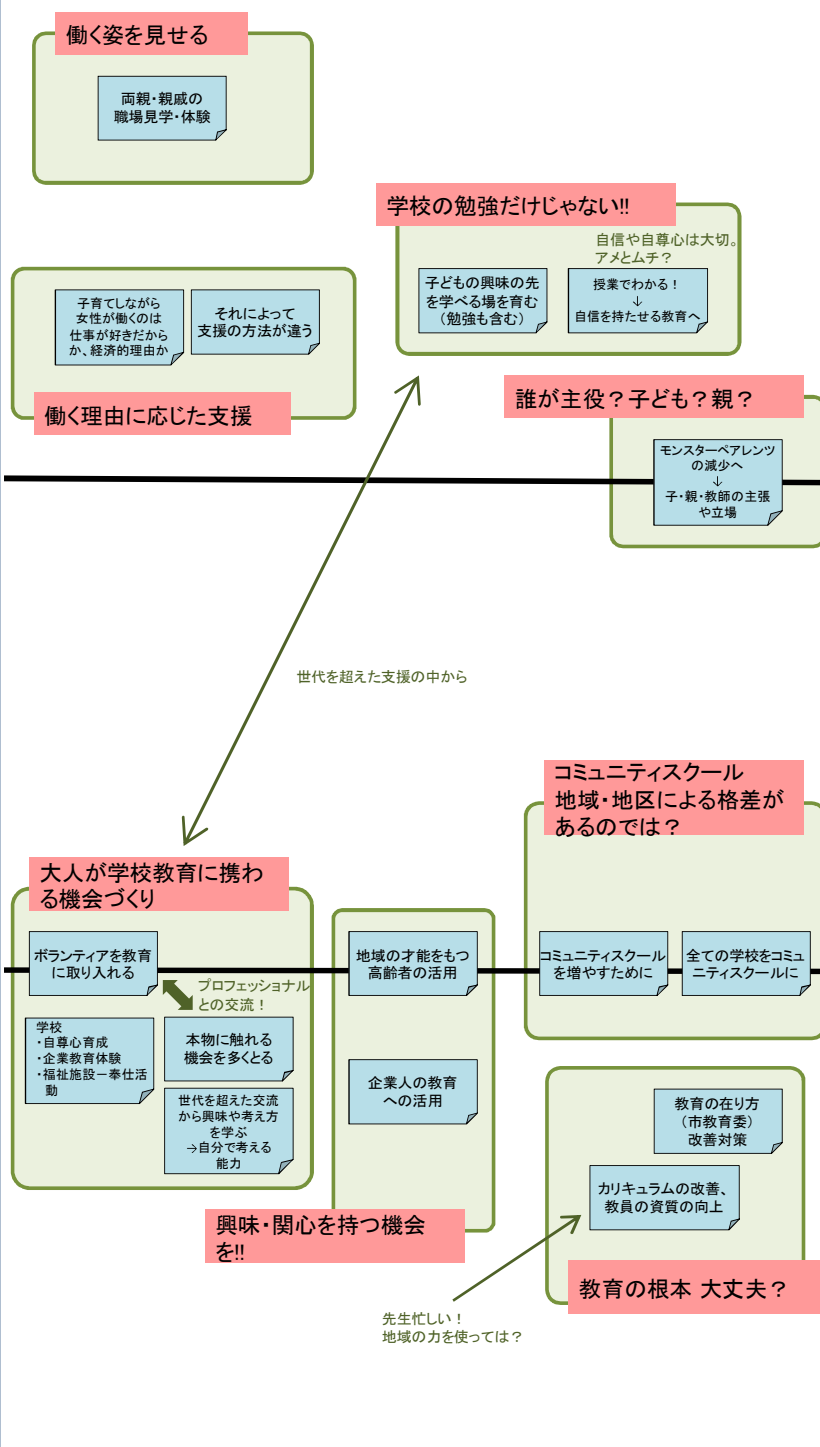 働く姿を見せる
両親・親戚の
職場見学・体験
学校の勉強だけじゃない!!
自信や自尊心は大切。
アメとムチ？
子どもの興味の先
を学べる場を育む
（勉強も含む）
授業でわかる！
↓
自信を持たせる教育へ
子育てしながら
女性が働くのは
仕事が好きだから
か、経済的理由か
それによって
支援の方法が違う
働く理由に応じた支援
誰が主役？子ども？親？
モンスターペアレンツ
の減少へ
↓
子・親・教師の主張
や立場
世代を超えた支援の中から
コミュニティスクール
地域・地区による格差が
あるのでは？
コミュニティスクール
を増やすために
全ての学校をコミュ
ニティスクールに
大人が学校教育に携わ
る機会づくり
ボランティアを教育
に取り入れる
プロフェッショナル
との交流！
学校
・自尊心育成
・企業教育体験
・福祉施設－奉仕活
動
本物に触れる
機会を多くとる
世代を超えた交流
から興味や考え方
を学ぶ
→自分で考える
能力
地域の才能をもつ
高齢者の活用
企業人の教育
への活用
興味・関心を持つ機会
を!!
教育の在り方
（市教育委）
改善対策
カリキュラムの改善、
教員の資質の向上
教育の根本 大丈夫？
先生忙しい！
地域の力を使っては？